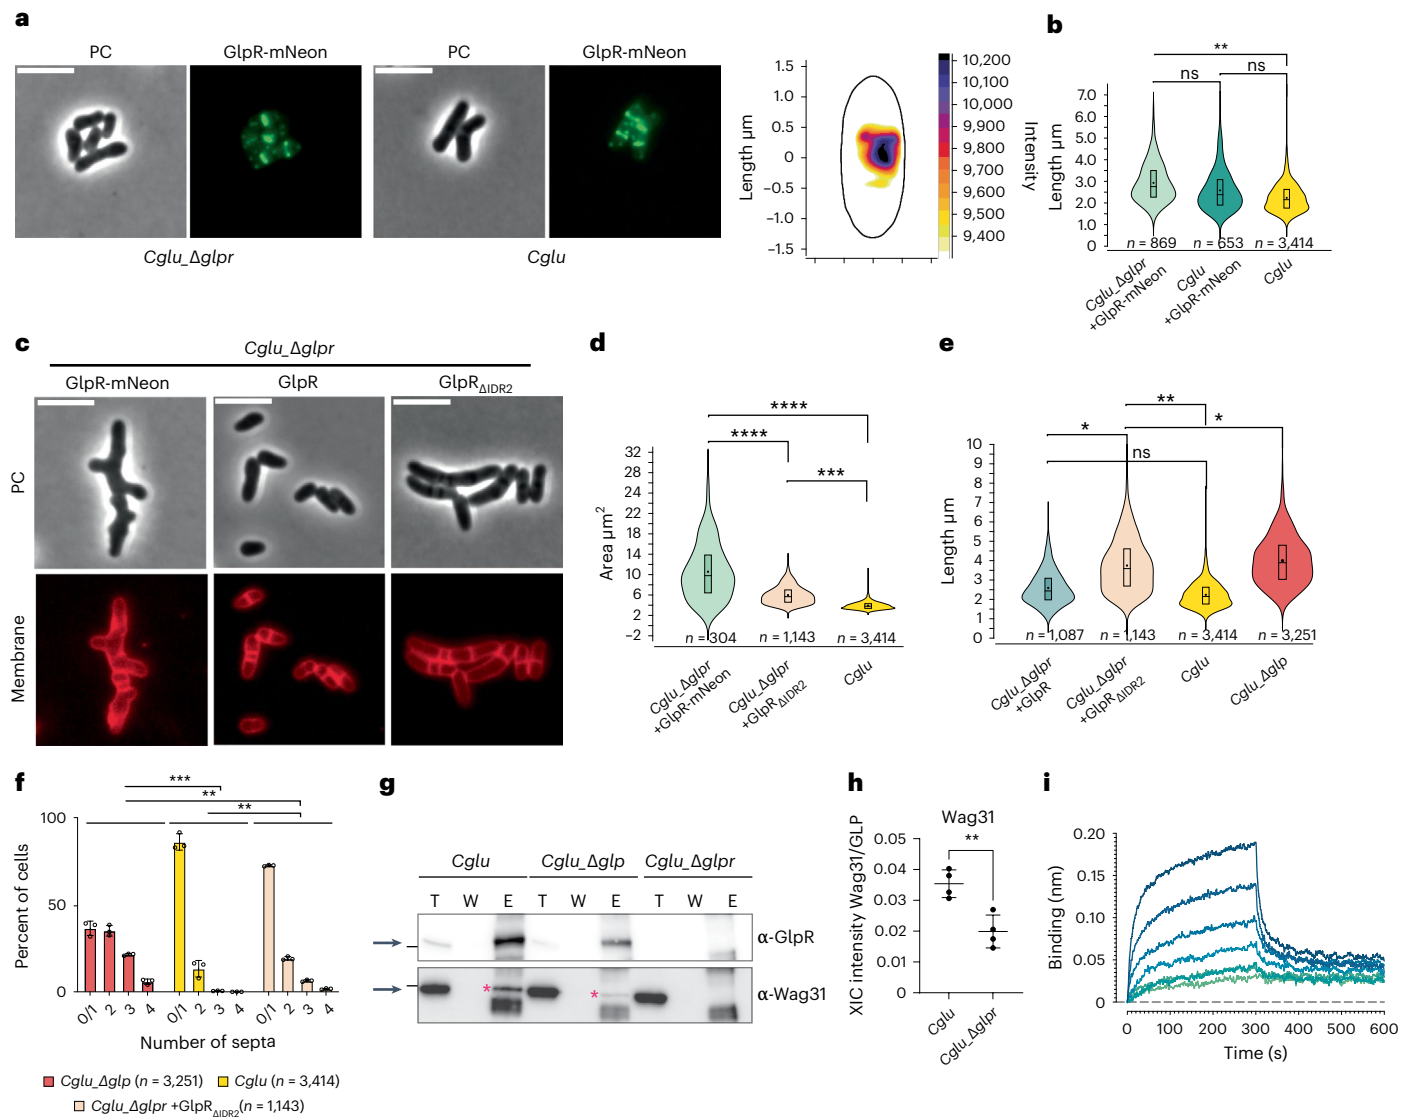 a
PC
GlpR-mNeon
PC
GlpR-mNeon
Cglu_Δglpr
Cglu
Length µm
1.5
1.0
0.5
0
–0.5
–1.0
–1.5
10,200
10,100
10,000
9,900
9,800
9,700
9,600
9,500
9,400
Intensity
b
**
ns
ns
Length µm
7.0
6.0
5.0
4.0
3.0
2.0
1.0
0
n = 869
n = 653
n = 3,414
Cglu_Δglpr
+GlpR-mNeon
Cglu
+GlpR-mNeon
Cglu
c
Cglu_Δglpr
GlpR-mNeon
GlpR
GlpRΔIDR2
PC
Membrane
d
****
****
***
Area µm2
32
28
24
22
18
14
10
6
2
–2
n = 304
n = 1,143
n = 3,414
Cglu_Δglpr
+GlpR-mNeon
Cglu_Δglpr
+GlpRΔIDR2
Cglu
e
**
*
*
ns
Length µm
10
9
8
7
6
5
4
3
2
1
0
n = 1,087
n = 1,143
n = 3,414
n = 3,251
Cglu_Δglpr
+GlpR
Cglu_Δglpr
+GlpRΔIDR2
Cglu
Cglu_Δglp
f
***
**
**
Percent of cells
100
50
0
0/1 2 3 4 0/1 2 3 4 0/1 2 3 4
Number of septa
Cglu_Δglp (n = 3,251)
Cglu (n = 3,414)
Cglu_Δglpr +GlpRΔIDR2(n = 1,143)
g
Cglu
Cglu_Δglp
Cglu_Δglpr
T W E T W E T W E
α-GlpR
* *
α-Wag31
h
Wag31
**
XIC intensity Wag31/GLP
0.05
0.04
0.03
0.02
0.01
0
Cglu
Cglu_Δglpr
i
Binding (nm)
0.20
0.15
0.10
0.05
0
0 100 200 300 400 500 600
Time (s)